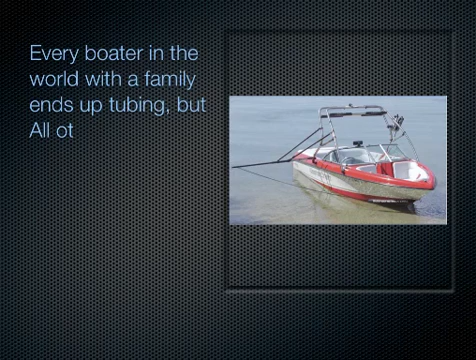 Every boater in the
world with a family
ends up tubing, but
All ot